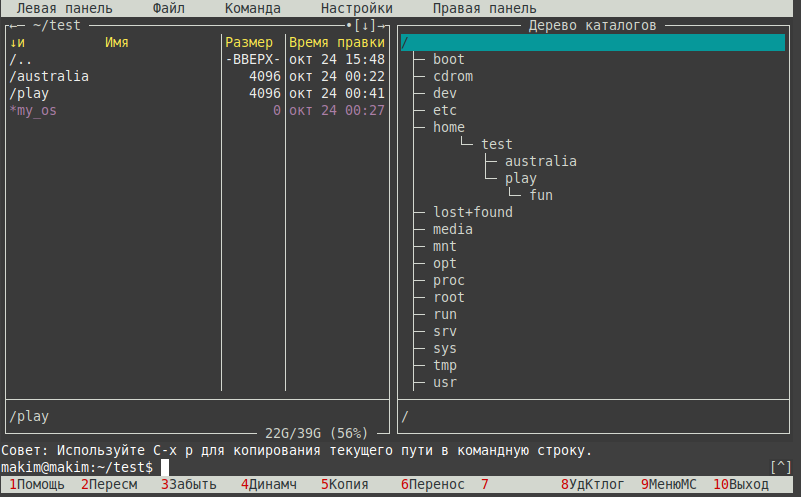 Левая панель Файл Команда Настройки Правая панель
←─ ~/test •[↓]→
↓и Имя Размер Время правки
/.. -ВВЕРХ- окт 24 15:48
/australia 4096 окт 24 00:22
/play 4096 окт 24 00:41
*my_os 0 окт 24 00:27
/play
22G/39G (56%)
Дерево каталогов
/
boot
cdrom
dev
etc
home
test
australia
play
fun
lost+found
media
mnt
opt
proc
root
run
srv
sys
tmp
usr
/
Совет: Используйте C-x p для копирования текущего пути в командную строку.
makim@makim:~/test$ [^]
1Помощь 2Пересм 3Забыть 4Динамч 5Копия 6Перенос 7 8УдКтлог 9МенюMC 10Выход